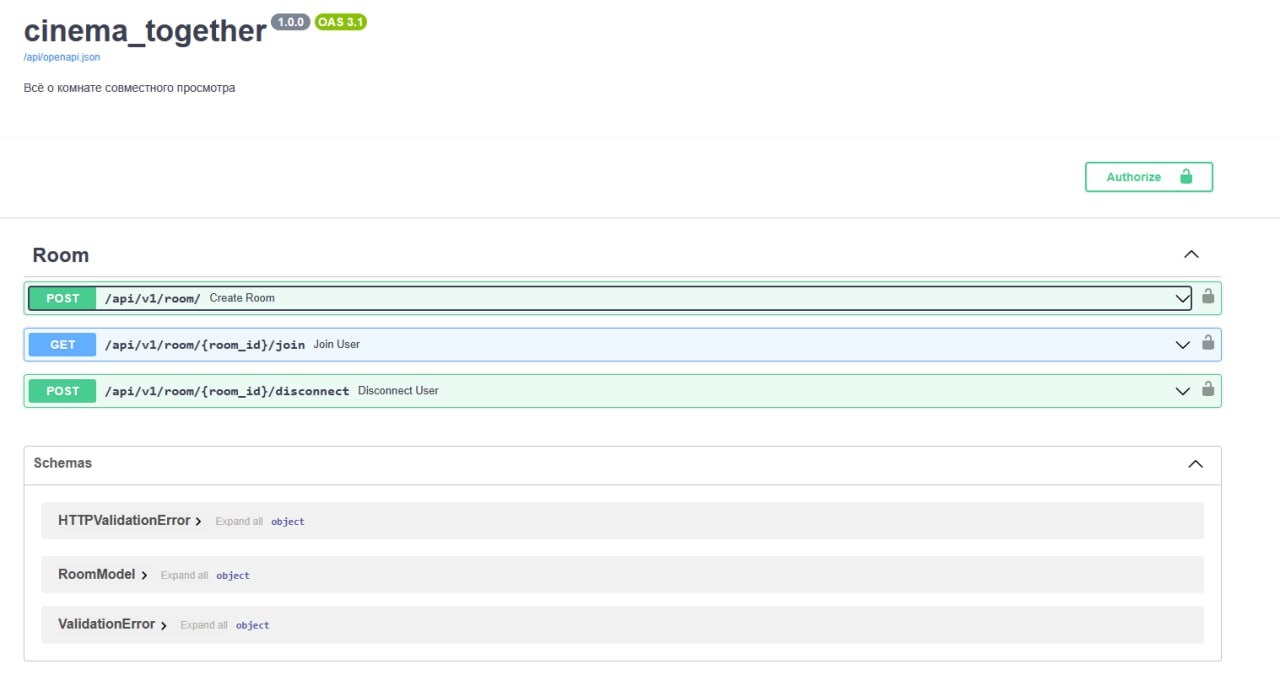 cinema_together 1.0.0 OAS 3.1
/api/openapi.json
Всё о комнате совместного просмотра
Authorize
Room
POST /api/v1/room/ Create Room
GET /api/v1/room/{room_id}/join Join User
POST /api/v1/room/{room_id}/disconnect Disconnect User
Schemas
HTTPValidationError Expand all object
RoomModel Expand all object
ValidationError Expand all object